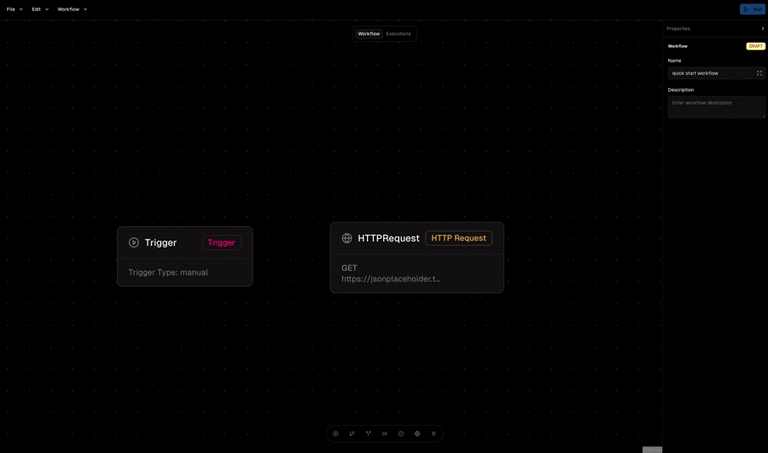 File
Edit
Workflow
Run
Workflow
Executions
Properties
Workflow
DRAFT
Name
quick start workflow
Description
Enter workflow description
Trigger
Trigger
Trigger Type: manual
HTTPRequest
HTTP Request
GET
https://jsonplaceholder.t...